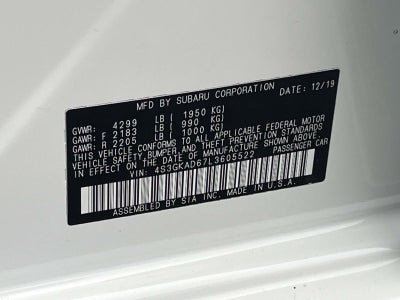 MFD BY SUBARU CORPORATION DATE 12/19
GVWR: 4299 LB ( 1950 KG)
GAWR: F 2183 LB ( 990 KG)
GAWR: R 2205 LB ( 1000 KG)
THIS VEHICLE CONFORMS TO ALL APPLICABLE FEDERAL MOTOR
VEHICLE SAFETY, BUMPER, AND THEFT PREVENTION STANDARDS
IN EFFECT ON THE DATE OF MANUFACTURE SHOWN ABOVE.
VIN: 4S3GKAD67L3605522 PASSENGER CAR
ASSEMBLED BY SIA INC. MADE IN U.S.A.